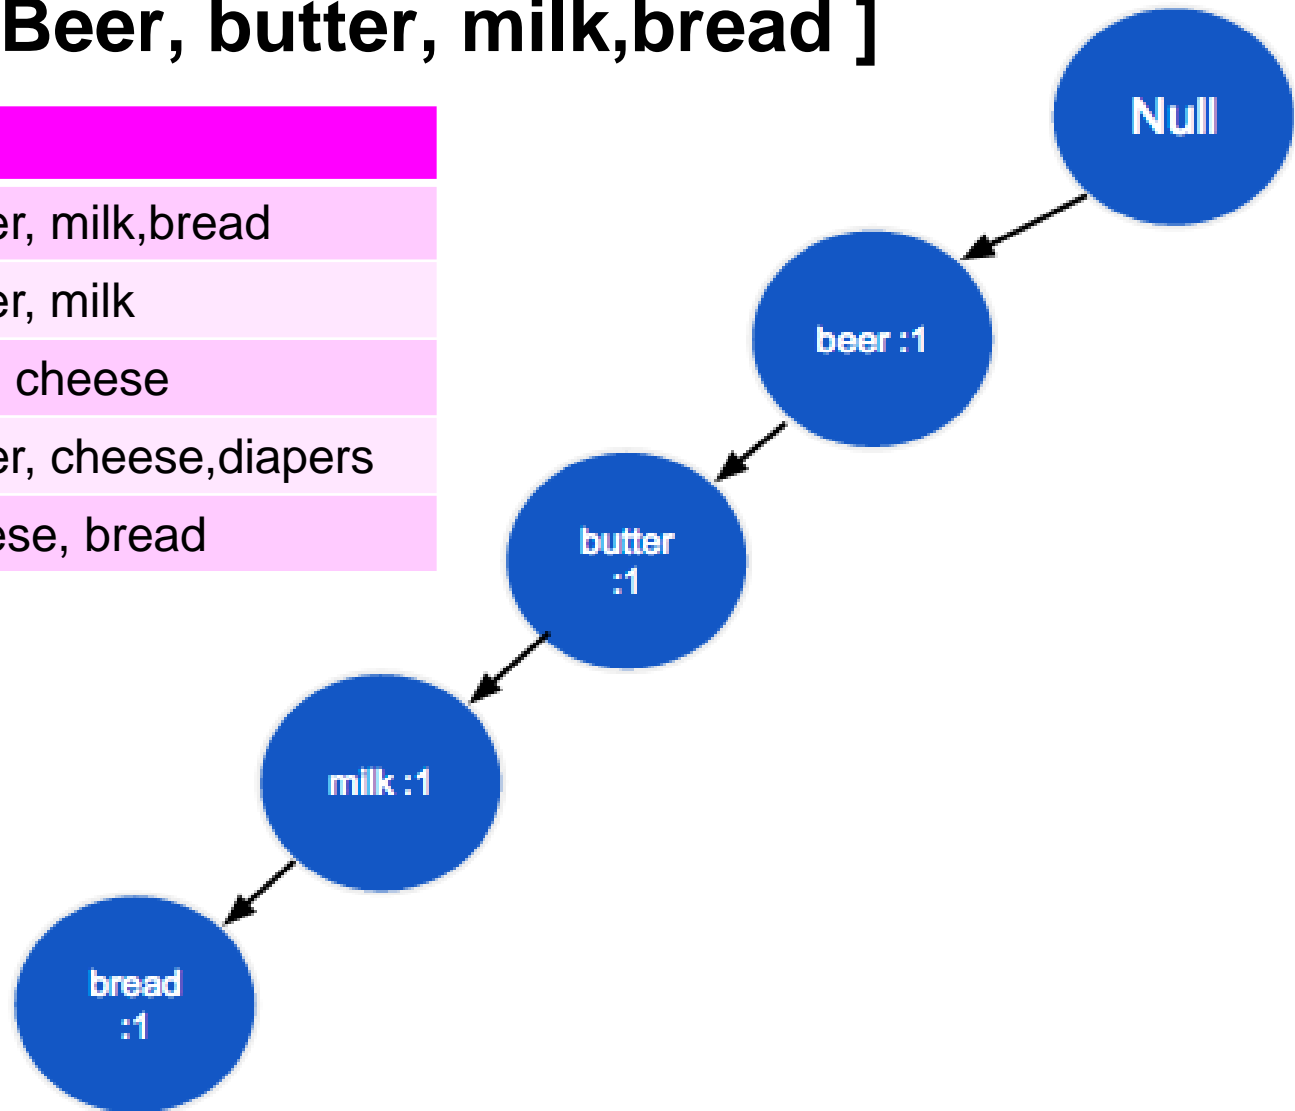 Beer, butter, milk,bread ]
Null
er, milk,bread
er, milk
cheese
er, cheese,diapers
ese, bread
beer :1
butter
:1
milk :1
bread
:1